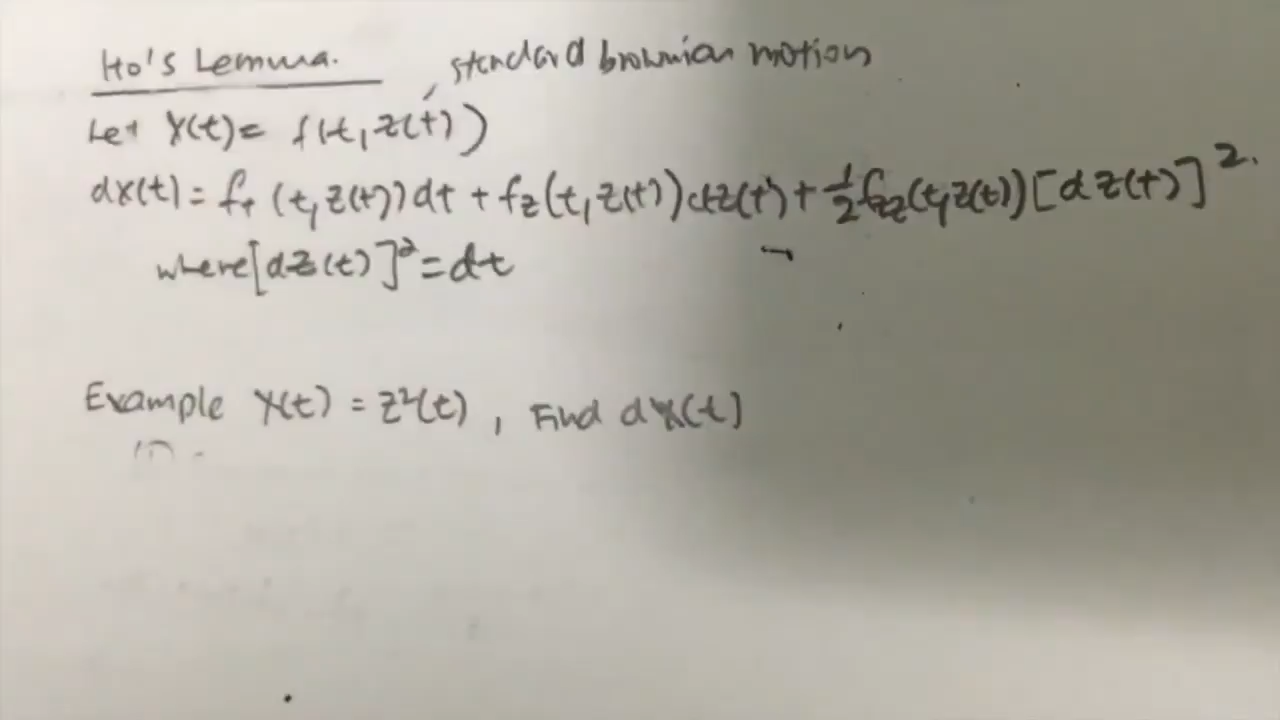 Ito's Lemma.
standard brownian motion
Let X(t) = f(t, z(t))
dX(t) = f_t (t, z(t)) dt + f_z (t, z(t)) dz(t) + 1/2 f_zz (t, z(t)) [dz(t)]^2.
where [dz(t)]^2 = dt
Example X(t) = z^2(t), Find dX(t)